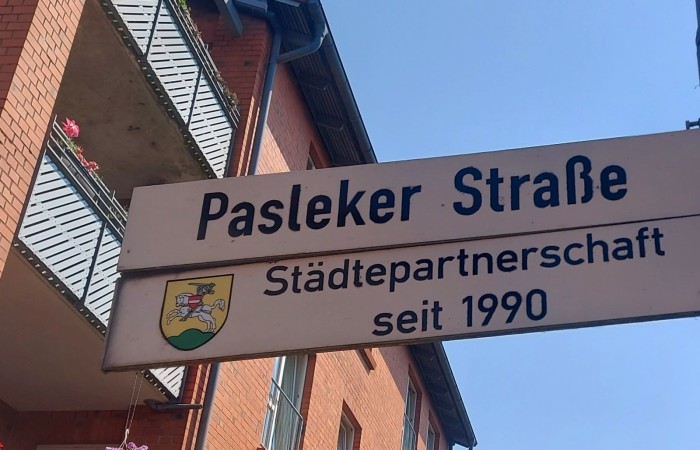 Pasleker Straße
Städtepartnerschaft
seit 1990